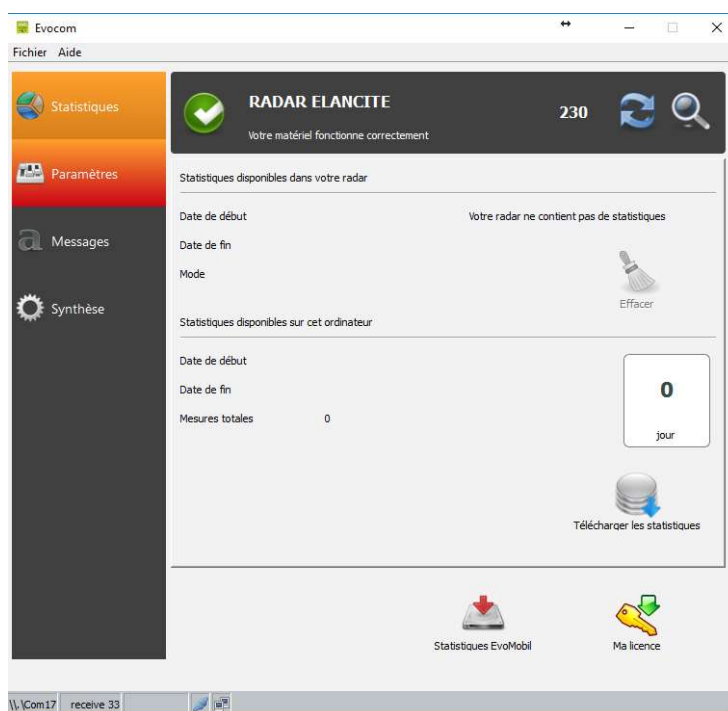 Evocom
Fichier Aide
Statistiques
Paramètres
Messages
Synthèse
RADAR ELANCITE
230
Votre matériel fonctionne correctement
Statistiques disponibles dans votre radar
Date de début
Votre radar ne contient pas de statistiques
Date de fin
Mode
Effacer
Statistiques disponibles sur cet ordinateur
Date de début
Date de fin
0
Mesures totales 0
jour
Télécharger les statistiques
Statistiques EvoMobil
Ma licence
\\.\Com17 receive 33